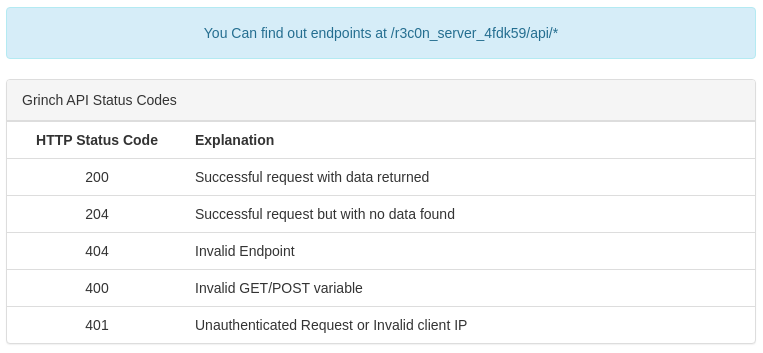 You Can find out endpoints at /r3c0n_server_4fdk59/api/*
Grinch API Status Codes
HTTP Status Code Explanation
200 Successful request with data returned
204 Successful request but with no data found
404 Invalid Endpoint
400 Invalid GET/POST variable
401 Unauthenticated Request or Invalid client IP